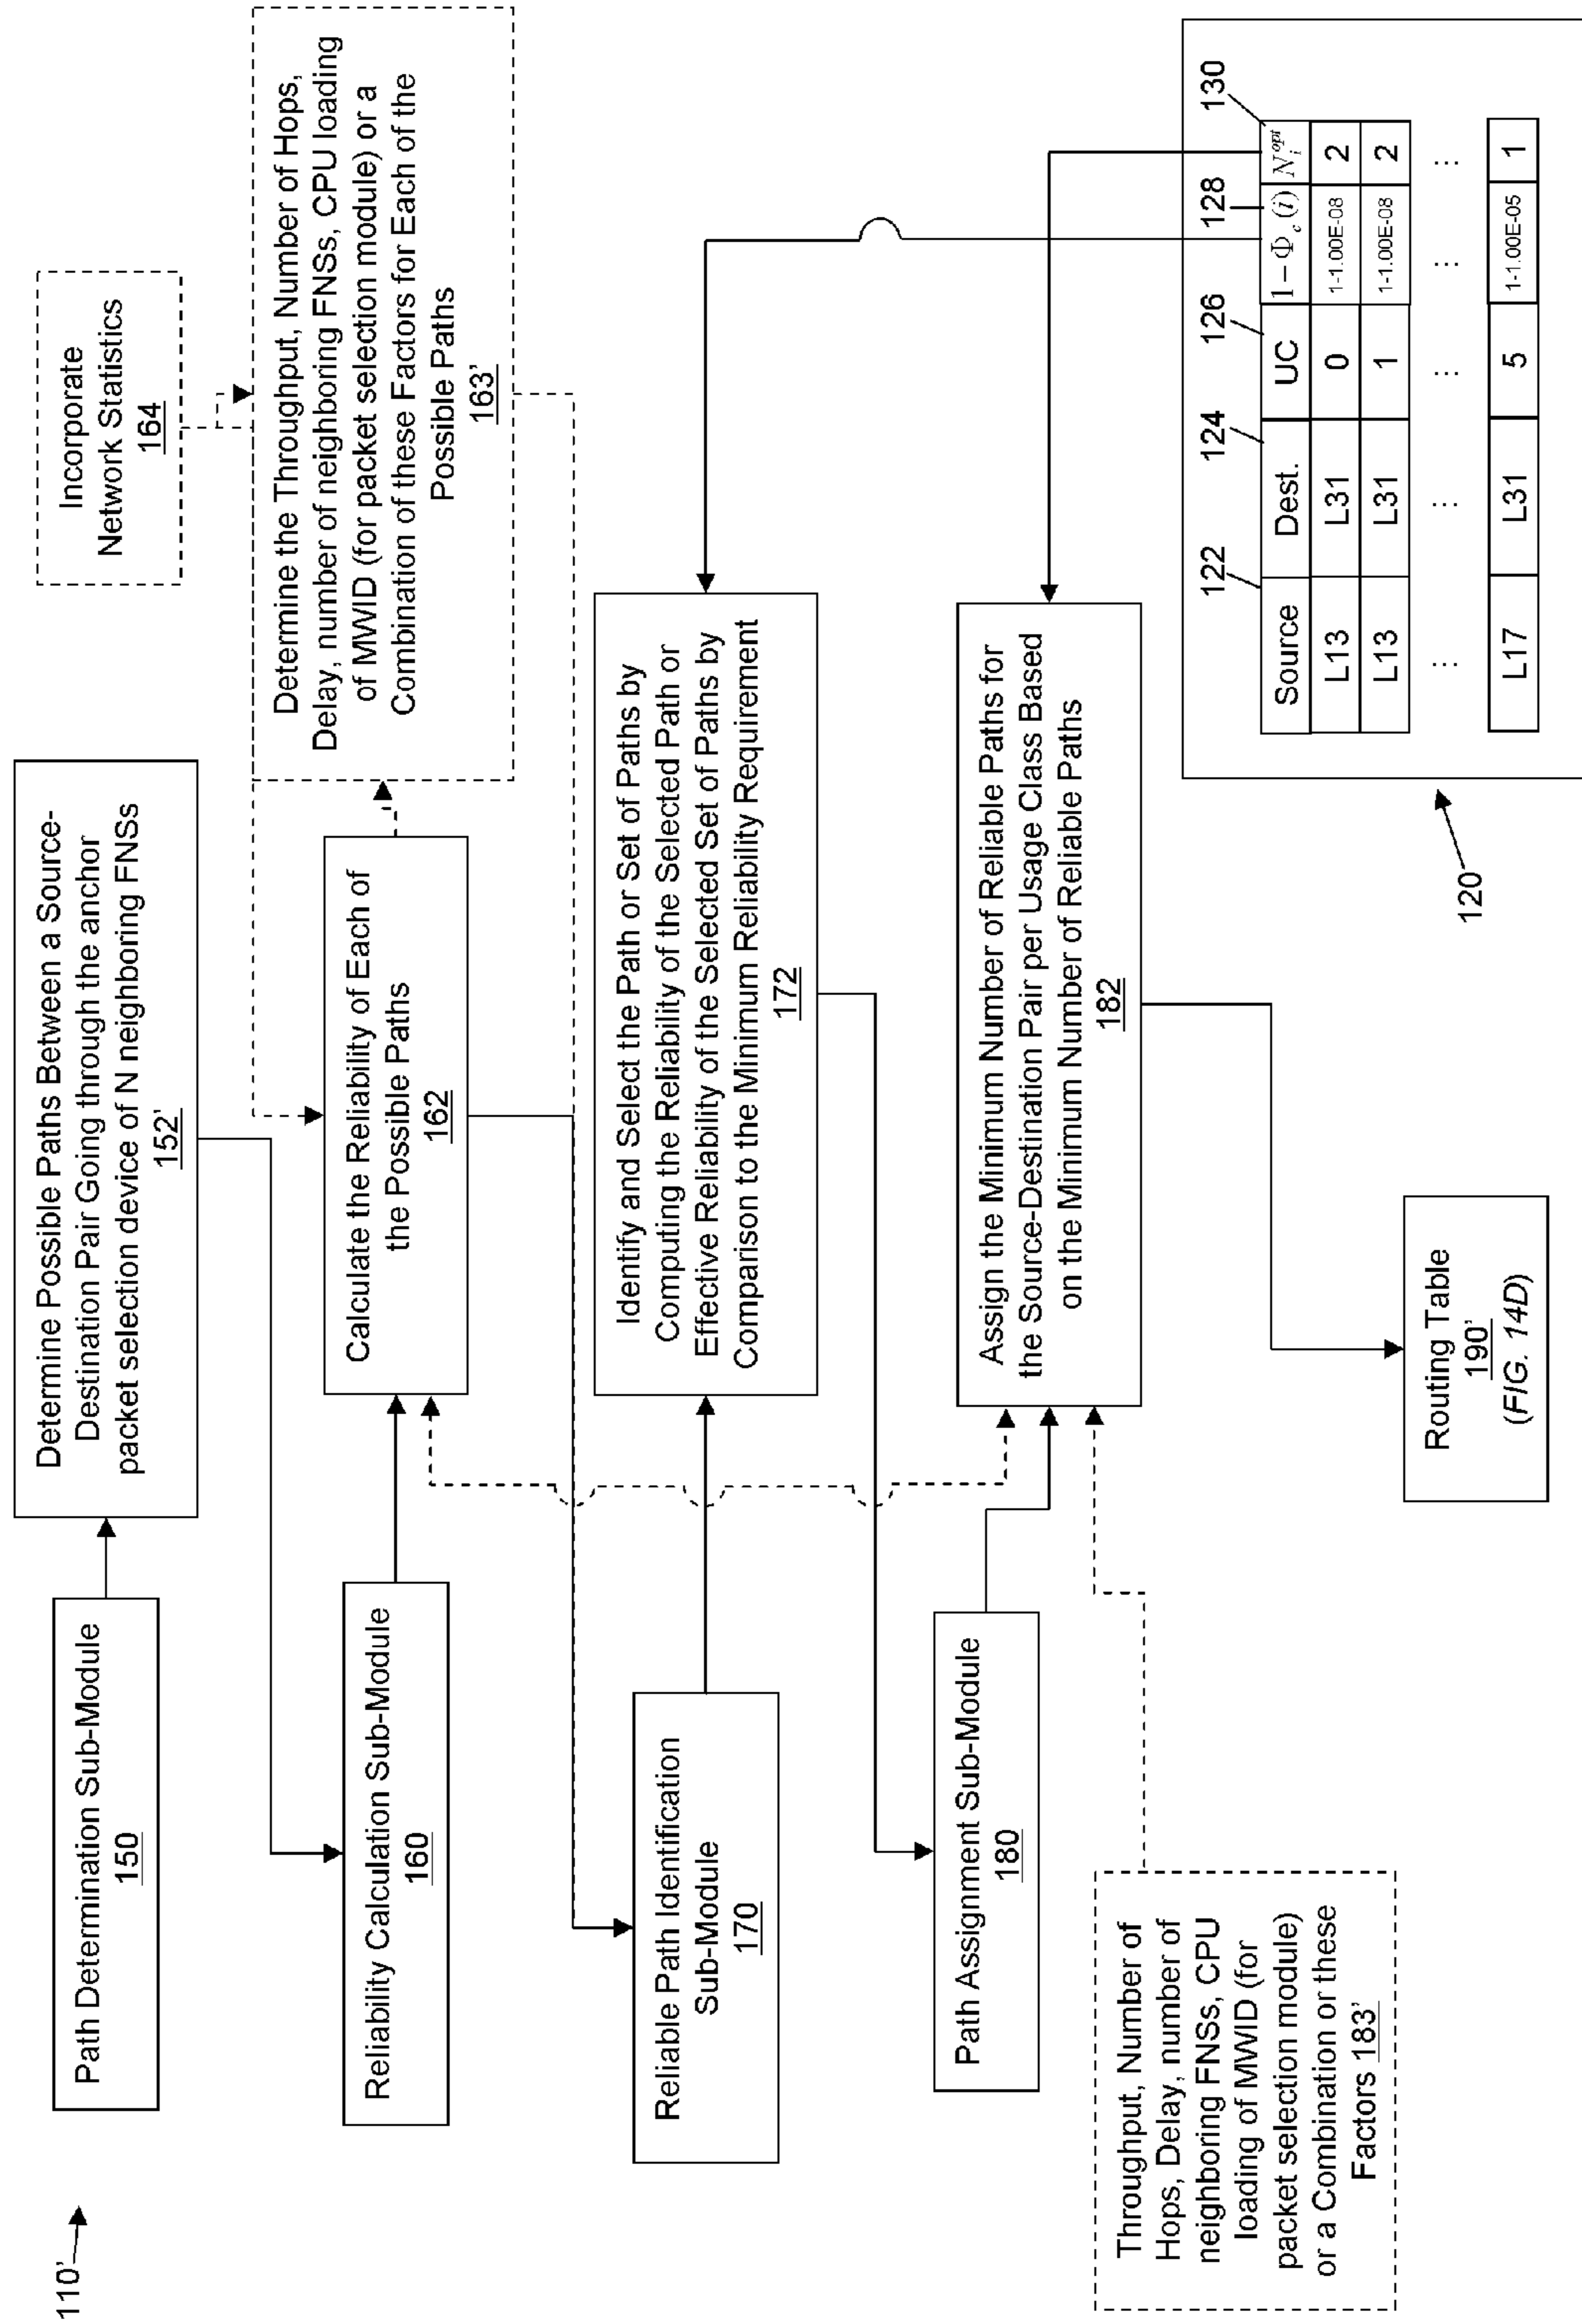 110'
Path Determination Sub-Module
150
Determine Possible Paths Between a Source-
Destination Pair Going through the anchor
packet selection device of N neighboring FNSs
152'
Incorporate
Network Statistics
164
Reliability Calculation Sub-Module
160
Calculate the Reliability of Each of
the Possible Paths
162
Determine the Throughput, Number of Hops,
Delay, number of neighboring FNSs, CPU loading
of MWID (for packet selection module) or a
Combination of these Factors for Each of the
Possible Paths
163'
Reliable Path Identification
Sub-Module
170
Identify and Select the Path or Set of Paths by
Computing the Reliability of the Selected Path or
Effective Reliability of the Selected Set of Paths by
Comparison to the Minimum Reliability Requirement
172
Path Assignment Sub-Module
180
Assign the Minimum Number of Reliable Paths for
the Source-Destination Pair per Usage Class Based
on the Minimum Number of Reliable Paths
182
Throughput, Number of
Hops, Delay, number of
neighboring FNSs, CPU
loading of MWID (for
packet selection module)
or a Combination or these
Factors 183'
Routing Table
190'
(FIG. 14D)
120
122 124 126 128 130
Source Dest. UC 1-Φ_c(i) N_i^opt
L13 L31 0 1-1.00E-08 2
L13 L31 1 1-1.00E-08 2
... ... ... ... ...
L17 L31 5 1-1.00E-05 1